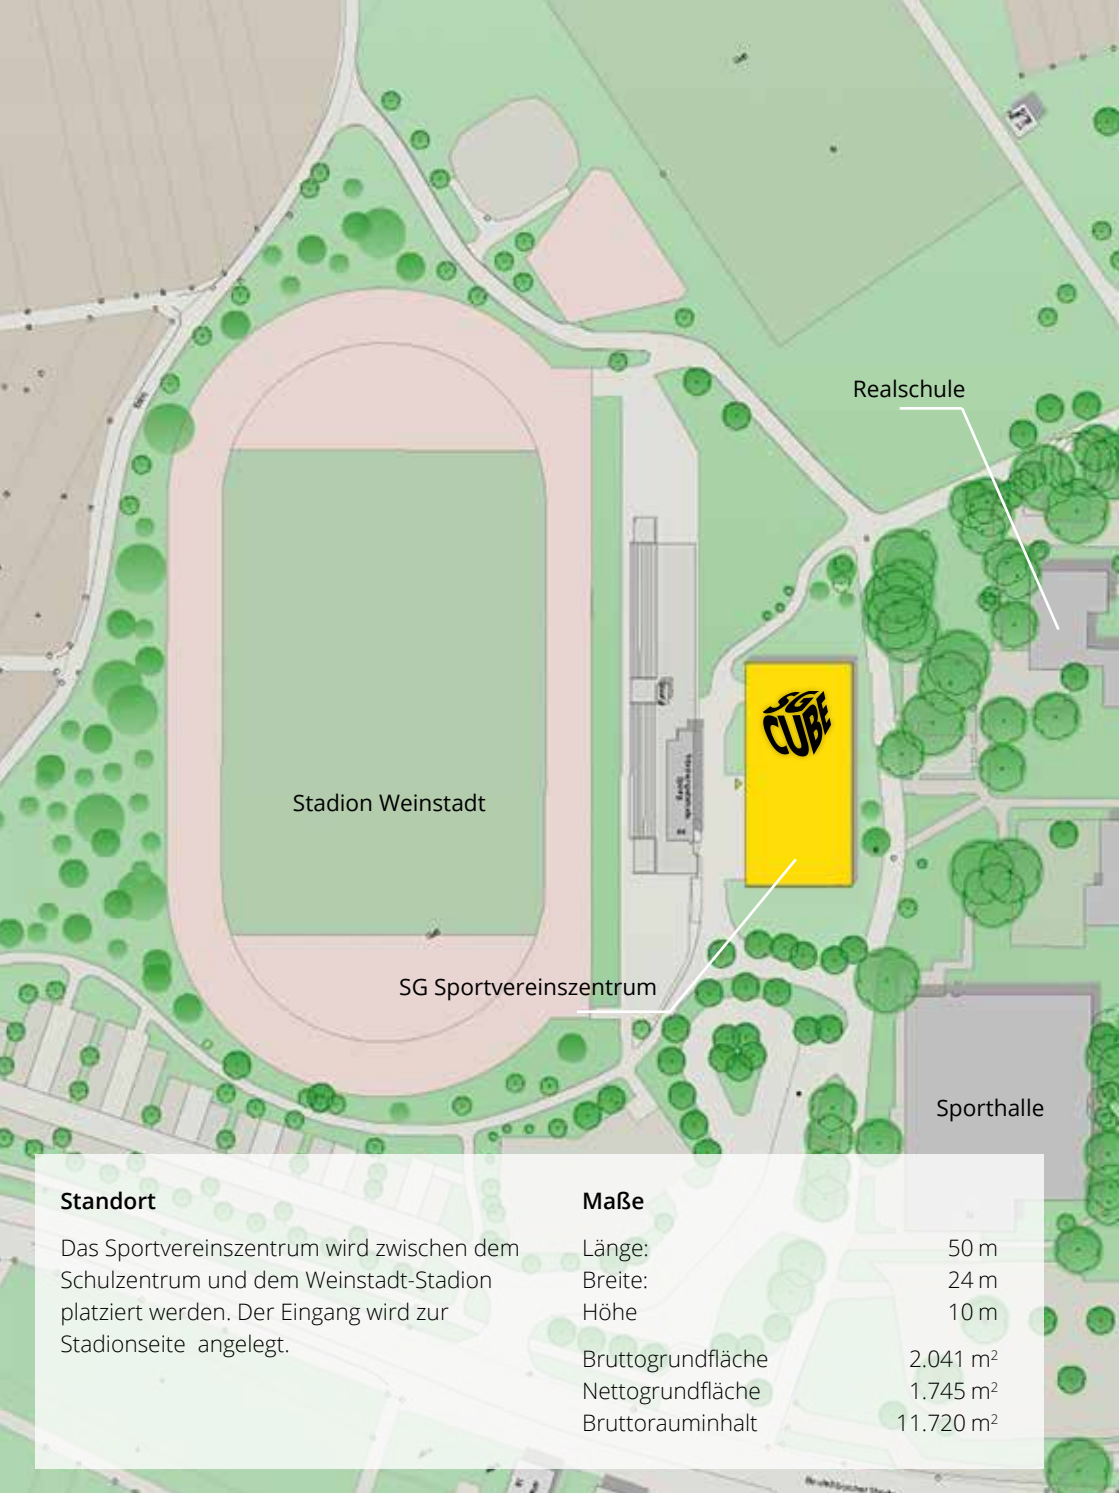 Realschule
SG
CUBE
Stadion Weinstadt
SG Sportvereinszentrum
Sporthalle
Standort
Das Sportvereinszentrum wird zwischen dem
Schulzentrum und dem Weinstadt-Stadion
platziert werden. Der Eingang wird zur
Stadionseite angelegt.
Maße
Länge: 50 m
Breite: 24 m
Höhe 10 m
Bruttogrundfläche 2.041 m²
Nettogrundfläche 1.745 m²
Bruttorauminhalt 11.720 m²